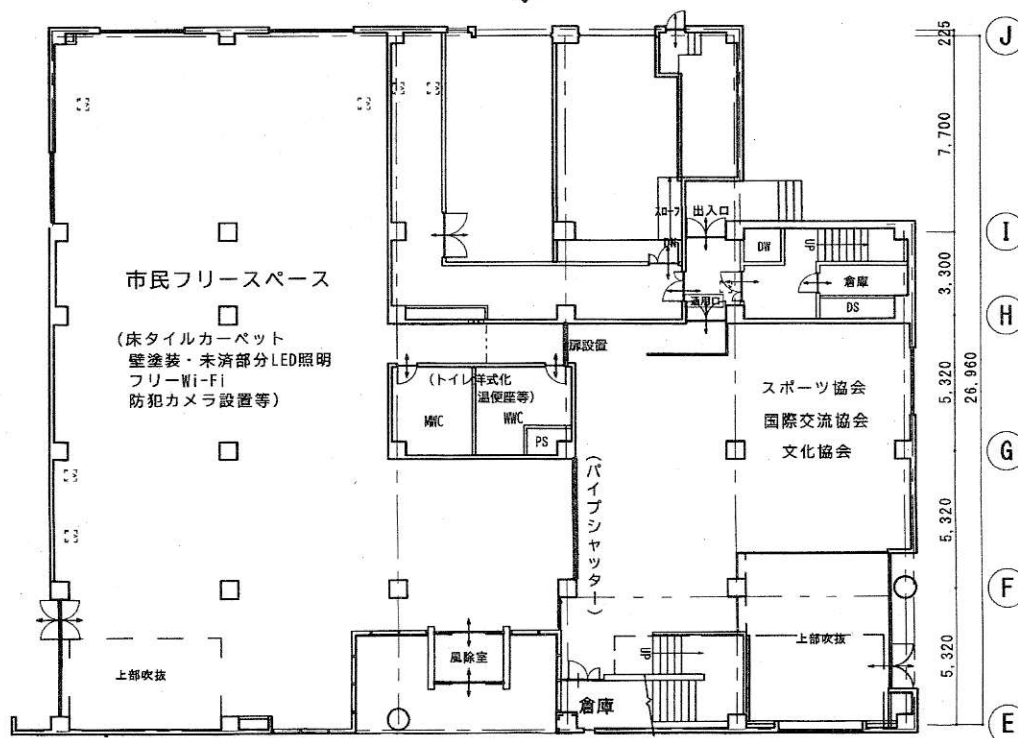 J
225
7,700
スロープ
出入口
I
DN
DW
UP
3,300
市民フリースペース
倉庫
通用口
DS
H
(床タイルカーペット
壁塗装・未済部分LED照明
フリーWi-Fi
防犯カメラ設置等)
扉設置
5,320
26,960
(トイレ洋式化
温便座等)
MWC
WWC
PS
スポーツ協会
国際交流協会
文化協会
G
(パイプシャッター)
5,320
F
上部吹抜
風除室
UP
上部吹抜
5,320
倉庫
E